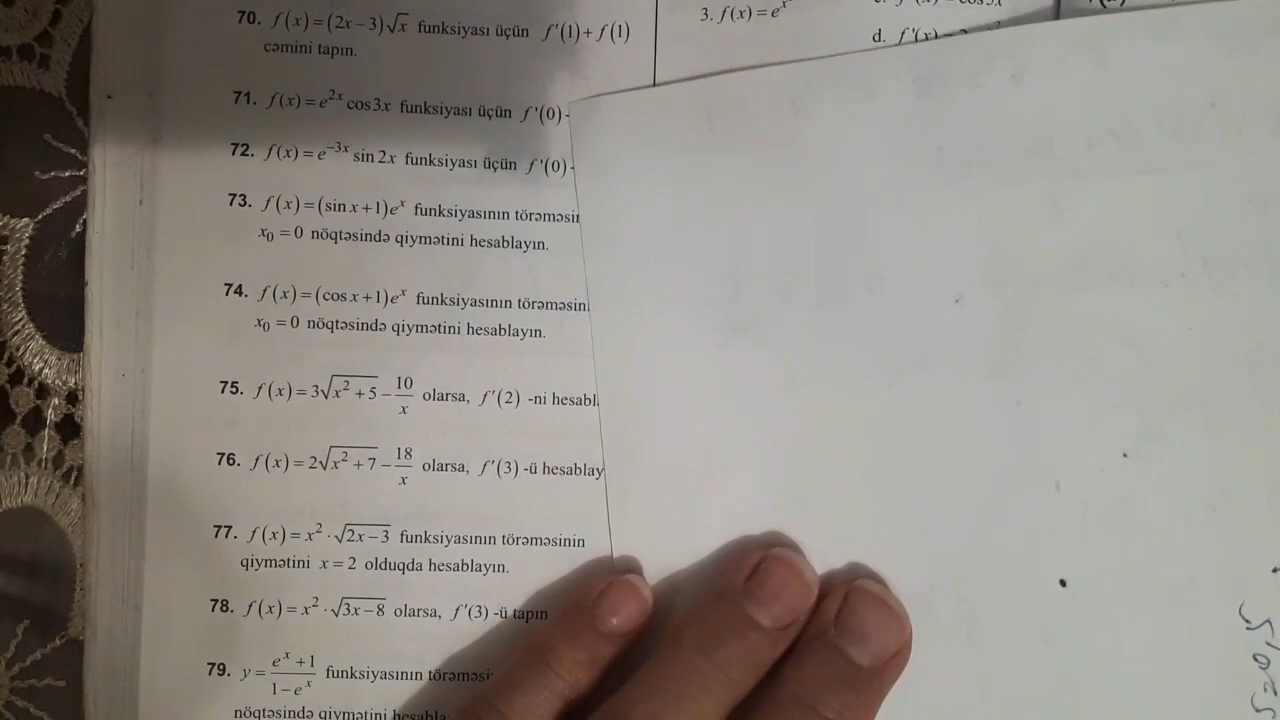 70. f(x)=(2x−3)√x funksiyası üçün f'(1)+f(1)
cəmini tapın.
71. f(x)=e^{2x} cos3x funksiyası üçün f'(0)-
72. f(x)=e^{−3x} sin2x funksiyası üçün f'(0)-
73. f(x)=(sinx+1)e^x funksiyasının
x₀=0 nöqtəsində qiymətini hesablayın.
74. f(x)=(cosx+1)e^x funksiyasının törəməsin
x₀=0 nöqtəsində qiymətini hesablayın.
75. f(x)=3√(x²+5)−10/x olarsa, f'(2) -ni hesabl
76. f(x)=2√(x²+7)−18/x olarsa, f'(3) -ü hesablay
77. f(x)=x²·√(2x−3) funksiyasının törəməsinin
qiymətini x=2 olduqda hesablayın.
78. f(x)=x²·√(3x−8) olarsa, f'(3) -ü tapın
79. y=(e^x+1)/(1−e^x) funksiyasının
nöqtəsində qiymətini
3. f(x)=e^x
d. f'(x)